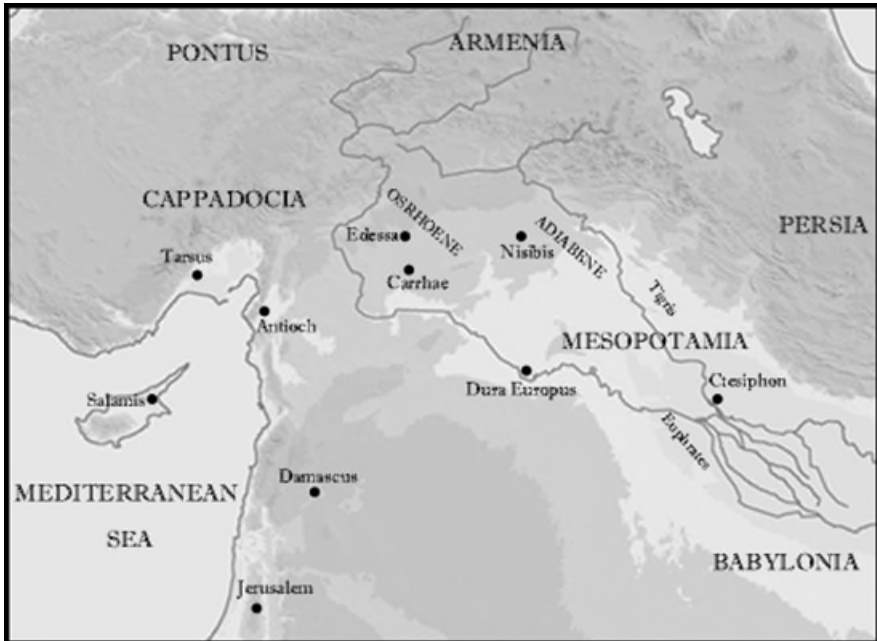 PONTUS
ARMENIA
CAPPADOCIA
OSRHOENE
PERSIA
Edessa
ADIABENE
Nisibis
Tarsus
Carrhae
Tigris
Antioch
MESOPOTAMIA
Dura Europus
Ctesiphon
Salamis
Euphrates
Damascus
MEDITERRANEAN
SEA
BABYLONIA
Jerusalem